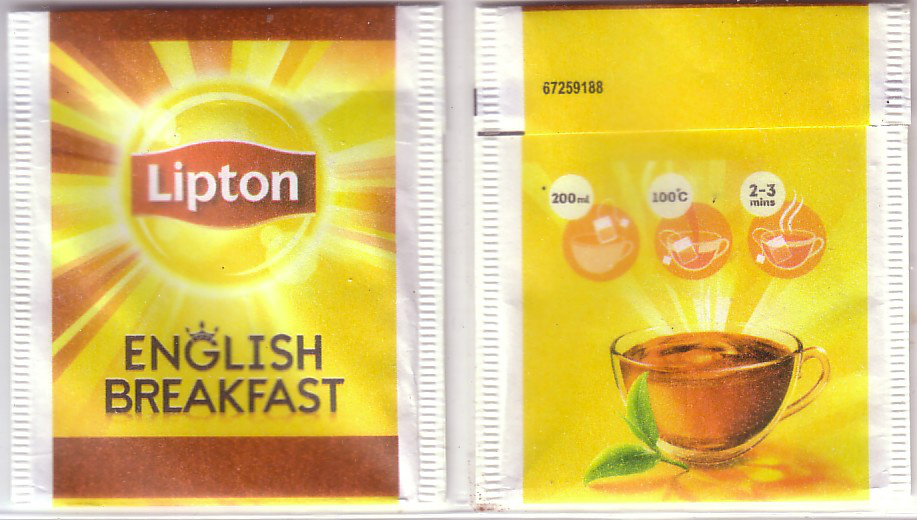 Lipton
ENGLISH
BREAKFAST
67259188
200ml
100°C
2-3
mins